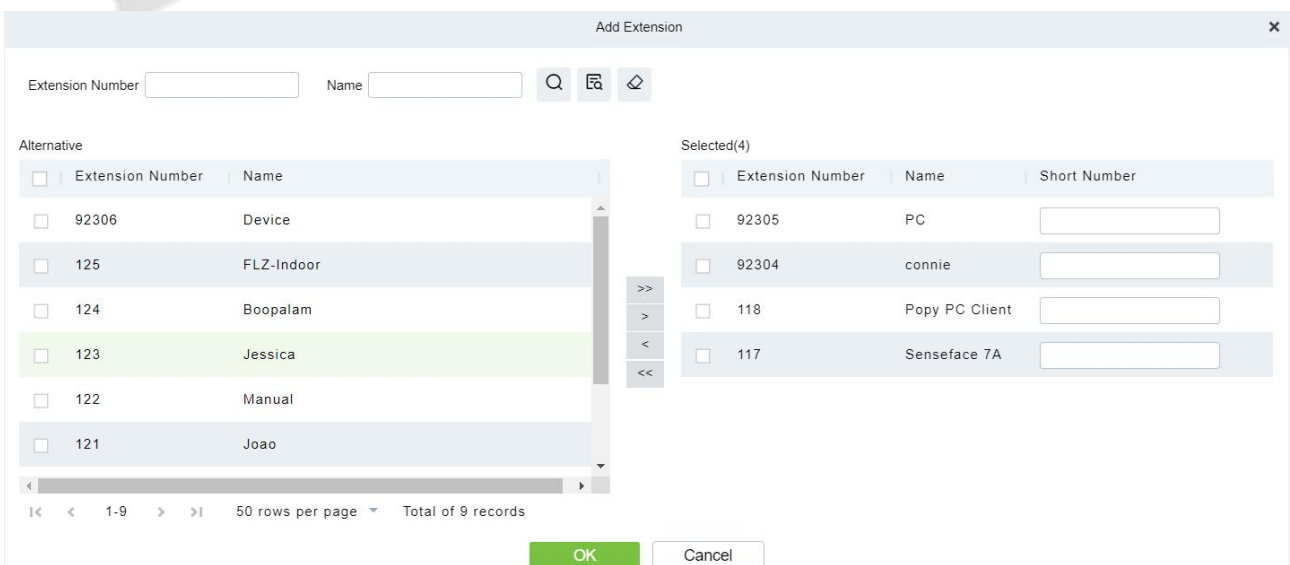 Add Extension ×
Extension Number Name
Alternative
Extension Number Name
92306 Device
125 FLZ-Indoor
124 Boopalam
123 Jessica
122 Manual
121 Joao
|< < 1-9 > >| 50 rows per page Total of 9 records
>>
>
<
<<
Selected(4)
Extension Number Name Short Number
92305 PC
92304 connie
118 Popy PC Client
117 Senseface 7A
OK Cancel